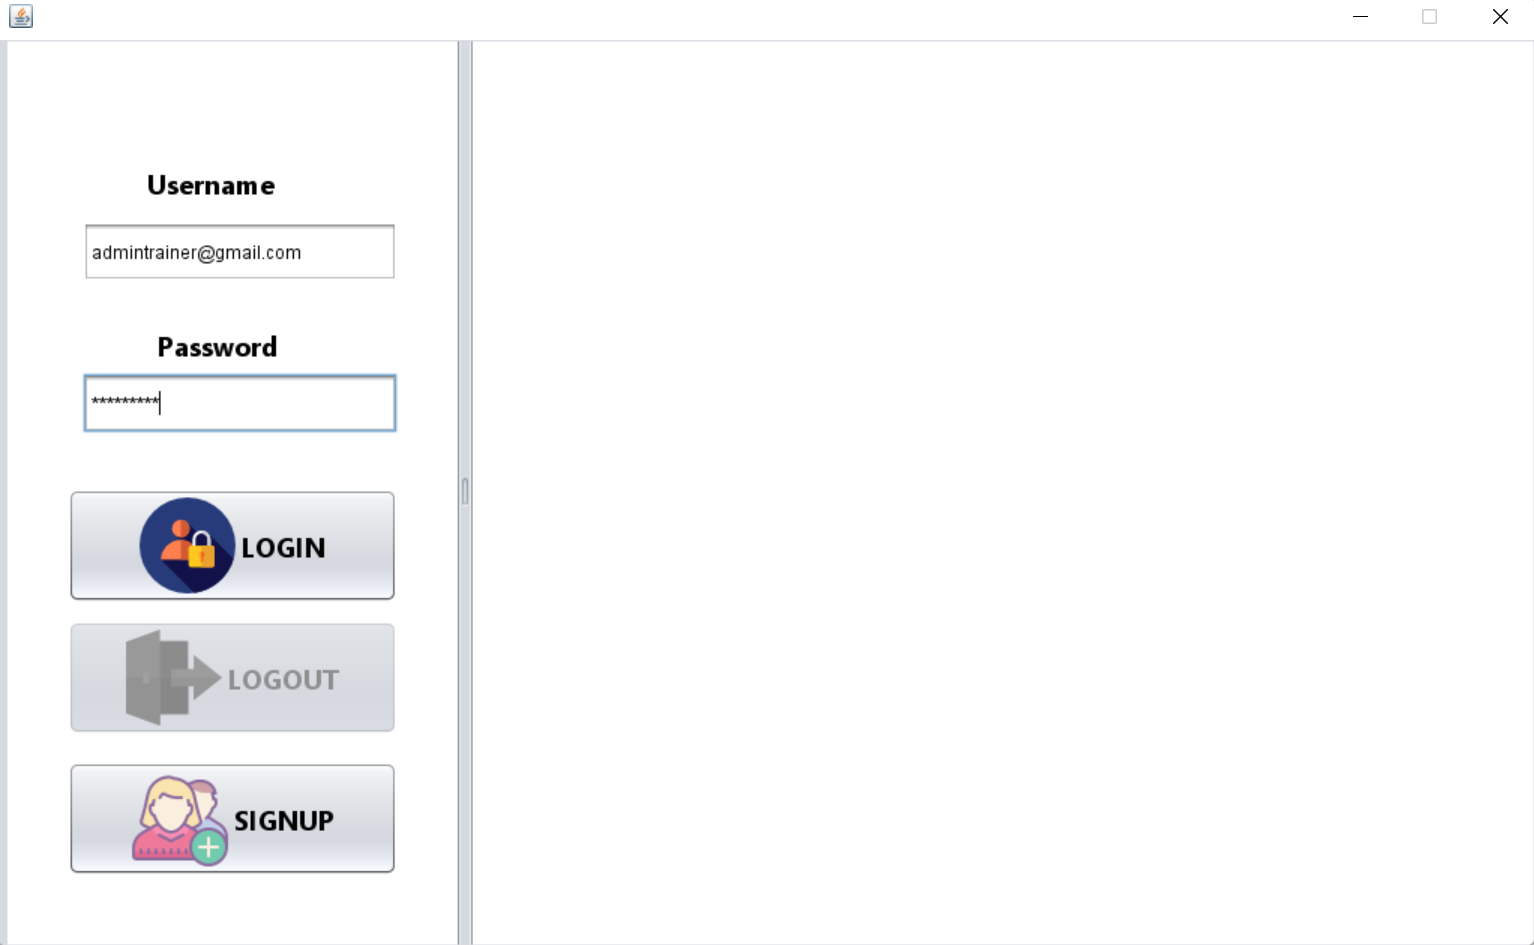 Username
admintrainer@gmail.com
Password
*********
LOGIN
LOGOUT
SIGNUP